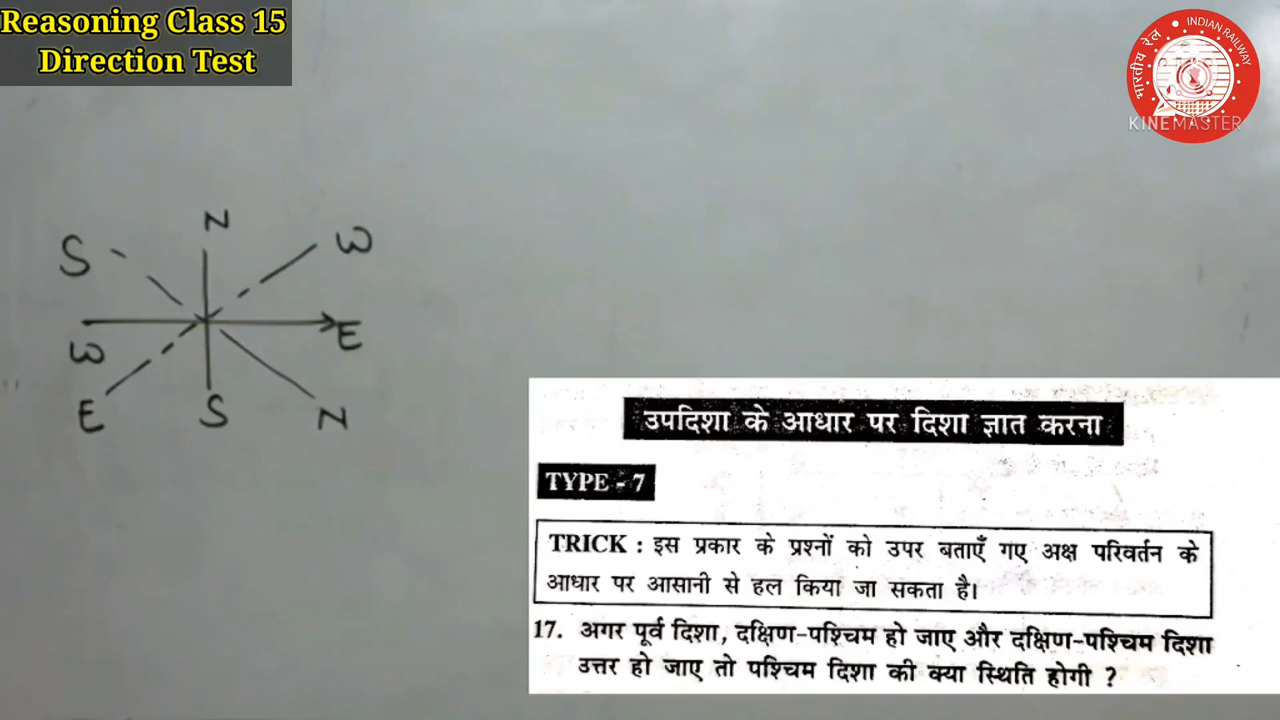 Reasoning Class 15
Direction Test
भारतीय रेल
INDIAN RAILWAY
KINEMASTER
N
S
W
W
E
E
S
N
उपदिशा के आधार पर दिशा ज्ञात करना
TYPE - 7
TRICK : इस प्रकार के प्रश्नों को उपर बताएँ गए अक्ष परिवर्तन के
आधार पर आसानी से हल किया जा सकता है।
17. अगर पूर्व दिशा, दक्षिण-पश्चिम हो जाए और दक्षिण-पश्चिम दिशा
उत्तर हो जाए तो पश्चिम दिशा की क्या स्थिति होगी ?